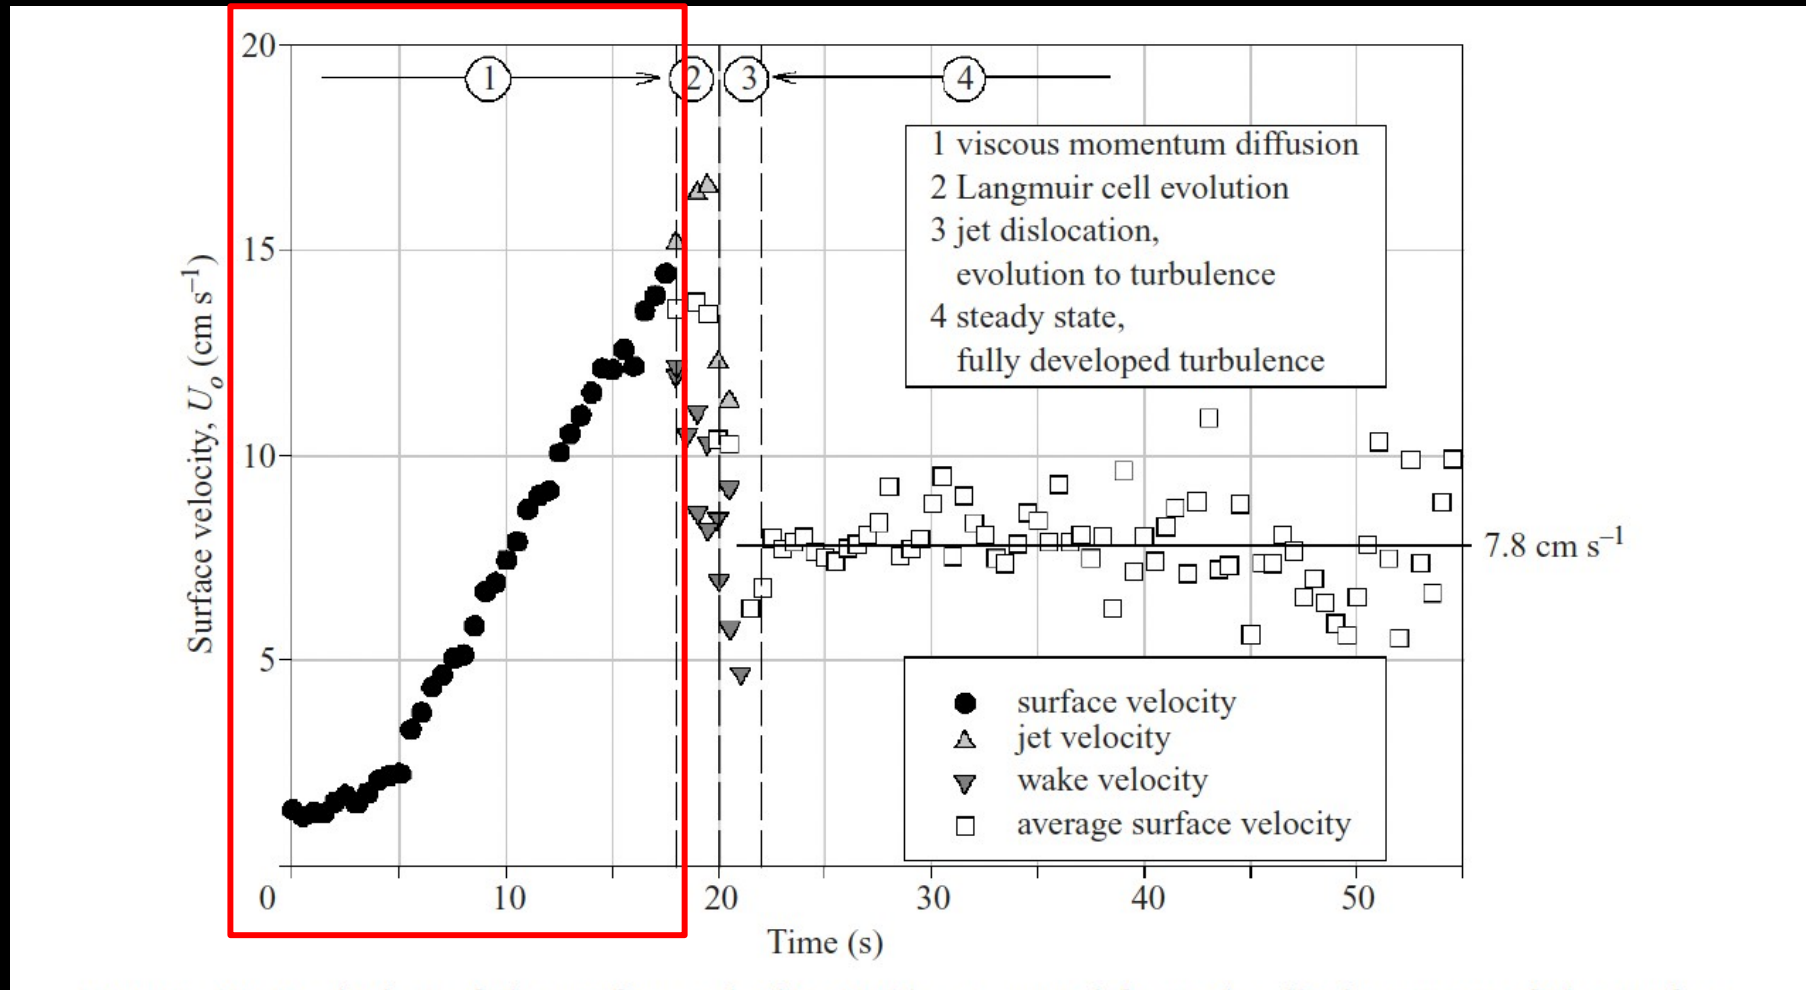 20
1
2
3
4
1 viscous momentum diffusion
2 Langmuir cell evolution
3 jet dislocation,
evolution to turbulence
4 steady state,
fully developed turbulence
15
Surface velocity, Uo (cm s−1)
10
7.8 cm s−1
5
surface velocity
jet velocity
wake velocity
average surface velocity
0 10 20 30 40 50
Time (s)